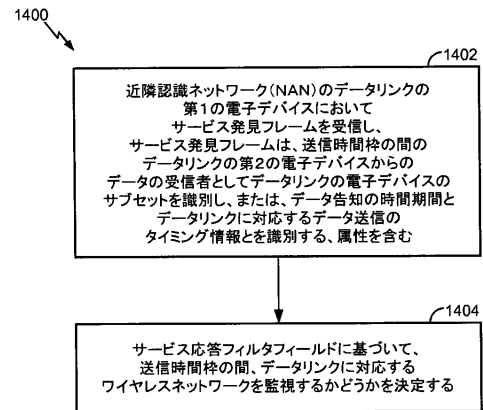 1400
1402
近隣認識ネットワーク(NAN)のデータリンクの
第1の電子デバイスにおいて
サービス発見フレームを受信し、
サービス発見フレームは、送信時間枠の間の
データリンクの第2の電子デバイスからの
データの受信者としてデータリンクの電子デバイスの
サブセットを識別し、または、データ告知の時間期間と
データリンクに対応するデータ送信の
タイミング情報とを識別する、属性を含む
1404
サービス応答フィルタフィールドに基づいて、
送信時間枠の間、データリンクに対応する
ワイヤレスネットワークを監視するかどうかを決定する